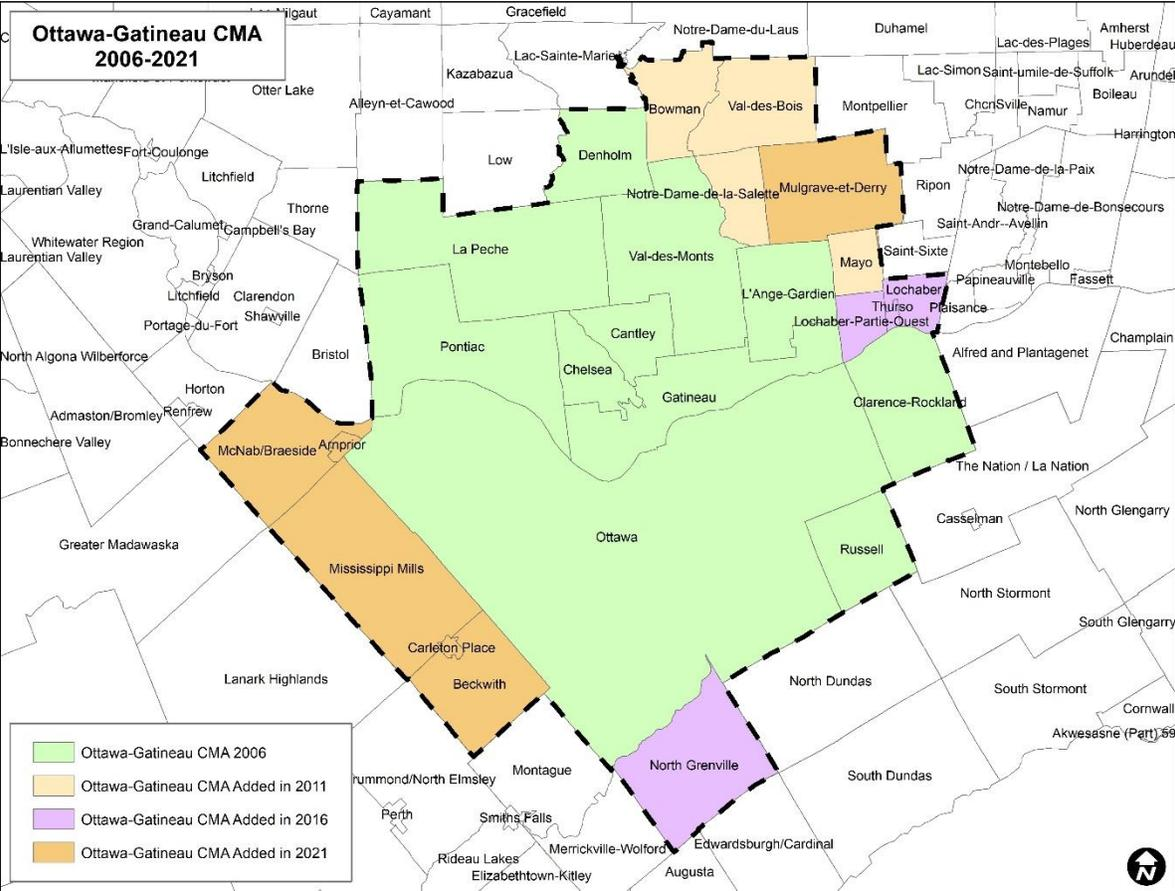 Cayamant
Gracefield
Ottawa-Gatineau CMA
2006-2021
Notre-Dame-du-Laus
Duhamel
Amherst
Lac-des-Plages
Huberdeau
Lac-Sainte-Marie
Kazabazua
Lac-Simon
Saint-umile-de-Suffolk
Arundel
Otter Lake
Boileau
Alleyn-et-Cawood
Bowman
Val-des-Bois
Montpellier
ChcnSville
Namur
Harrington
L'Isle-aux-Allumettes
Fort-Coulonge
Low
Denholm
Notre-Dame-de-la-Paix
Litchfield
Laurentian Valley
Notre-Dame-de-la-Salette
Mulgrave-et-Derry
Ripon
Thorne
Notre-Dame-de-Bonsecours
Grand-Calumet
Campbell's Bay
Saint-Andr--Avellin
Whitewater Region
Laurentian Valley
La Peche
Val-des-Monts
Saint-Sixte
Mayo
Montebello
Bryson
Papineauville
Fassett
Litchfield
Clarendon
L'Ange-Gardien
Lochaber
Shawville
Thurso
Plaisance
Portage-du-Fort
Lochaber-Partie-Ouest
Cantley
Champlain
North Algona Wilberforce
Bristol
Pontiac
Alfred and Plantagenet
Chelsea
Horton
Gatineau
Clarence-Rockland
Admaston/Bromley
Renfrew
Bonnechere Valley
McNab/Braeside
Arnprior
The Nation / La Nation
Casselman
North Glengarry
Greater Madawaska
Ottawa
Russell
Mississippi Mills
North Stormont
South Glengarry
Carleton Place
Lanark Highlands
Beckwith
North Dundas
South Stormont
Cornwall
Akwesasne (Part) 59
Ottawa-Gatineau CMA 2006
North Grenville
Montague
South Dundas
Ottawa-Gatineau CMA Added in 2011
rummond/North Elmsley
Perth
Smiths Falls
Ottawa-Gatineau CMA Added in 2016
Merrickville-Wolford
Edwardsburgh/Cardinal
Ottawa-Gatineau CMA Added in 2021
Rideau Lakes
Elizabethtown-Kitley
Augusta
N